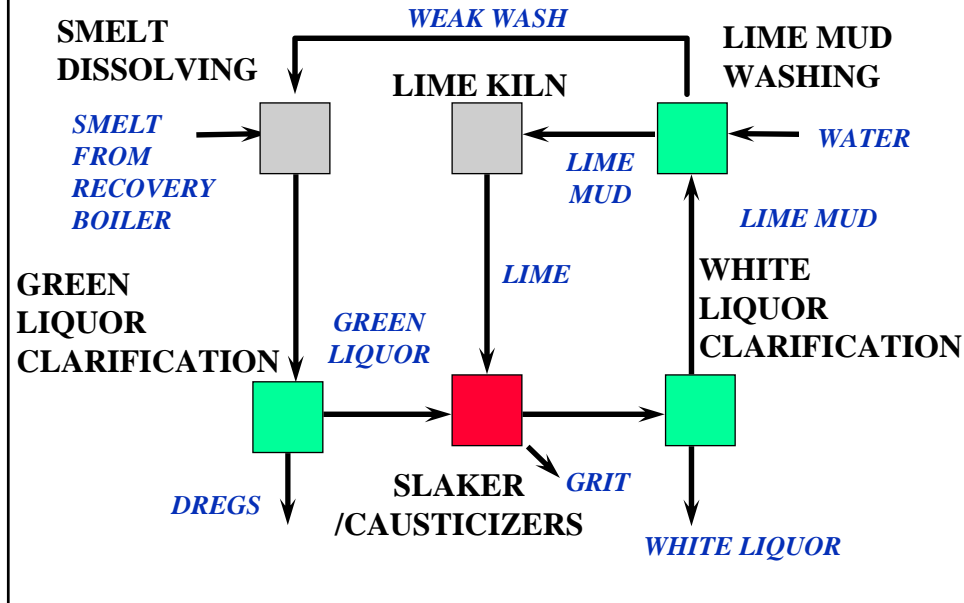 WEAK WASH
SMELT
DISSOLVING
LIME MUD
WASHING
LIME KILN
SMELT
FROM
RECOVERY
BOILER
LIME
MUD
WATER
LIME MUD
GREEN
LIQUOR
CLARIFICATION
LIME
WHITE
LIQUOR
CLARIFICATION
GREEN
LIQUOR
DREGS
SLAKER
/CAUSTICIZERS
GRIT
WHITE LIQUOR